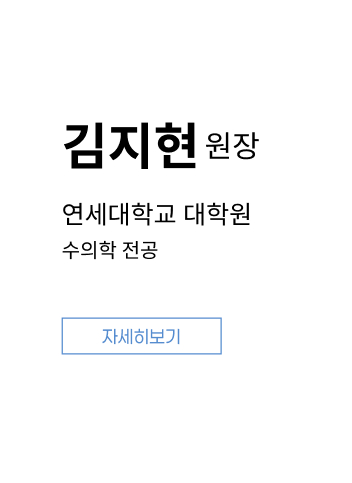 김지현 원장
연세대학교 대학원
수의학 전공
자세히보기